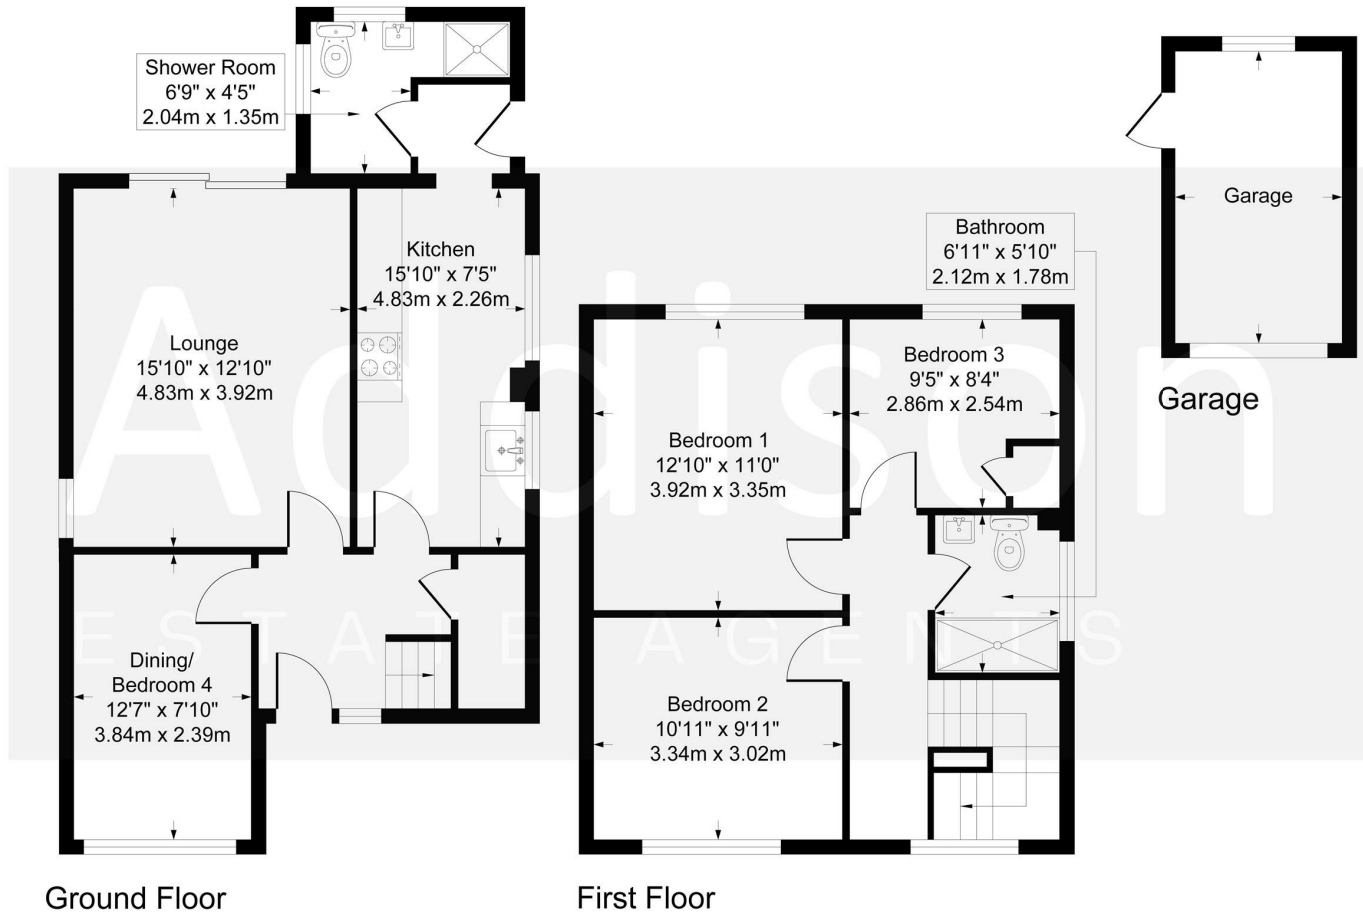 Shower Room
6'9" x 4'5"
2.04m x 1.35m
Kitchen
15'10" x 7'5"
4.83m x 2.26m
Lounge
15'10" x 12'10"
4.83m x 3.92m
Dining/
Bedroom 4
12'7" x 7'10"
3.84m x 2.39m
Ground Floor
Bathroom
6'11" x 5'10"
2.12m x 1.78m
Bedroom 3
9'5" x 8'4"
2.86m x 2.54m
Bedroom 1
12'10" x 11'0"
3.92m x 3.35m
Bedroom 2
10'11" x 9'11"
3.34m x 3.02m
First Floor
Garage
Garage
Addison
ESTATE AGENTS